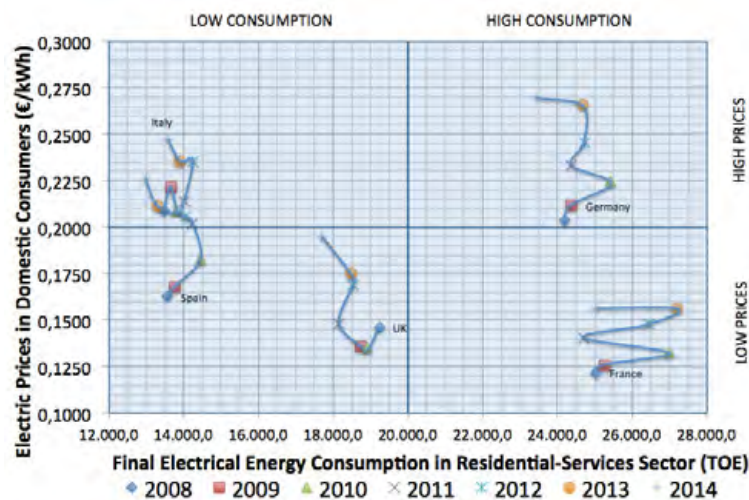 LOW CONSUMPTION HIGH CONSUMPTION
Electric Prices in Domestic Consumers (€/kWh)
0,3000
0,2750
0,2500
0,2250
0,2000
0,1750
0,1500
0,1250
0,1000
Italy
Spain
UK
Germany
France
HIGH PRICES
LOW PRICES
12.000,0 14.000,0 16.000,0 18.000,0 20.000,0 22.000,0 24.000,0 26.000,0 28.000,0
Final Electrical Energy Consumption in Residential-Services Sector (TOE)
2008 2009 2010 2011 2012 2013 2014